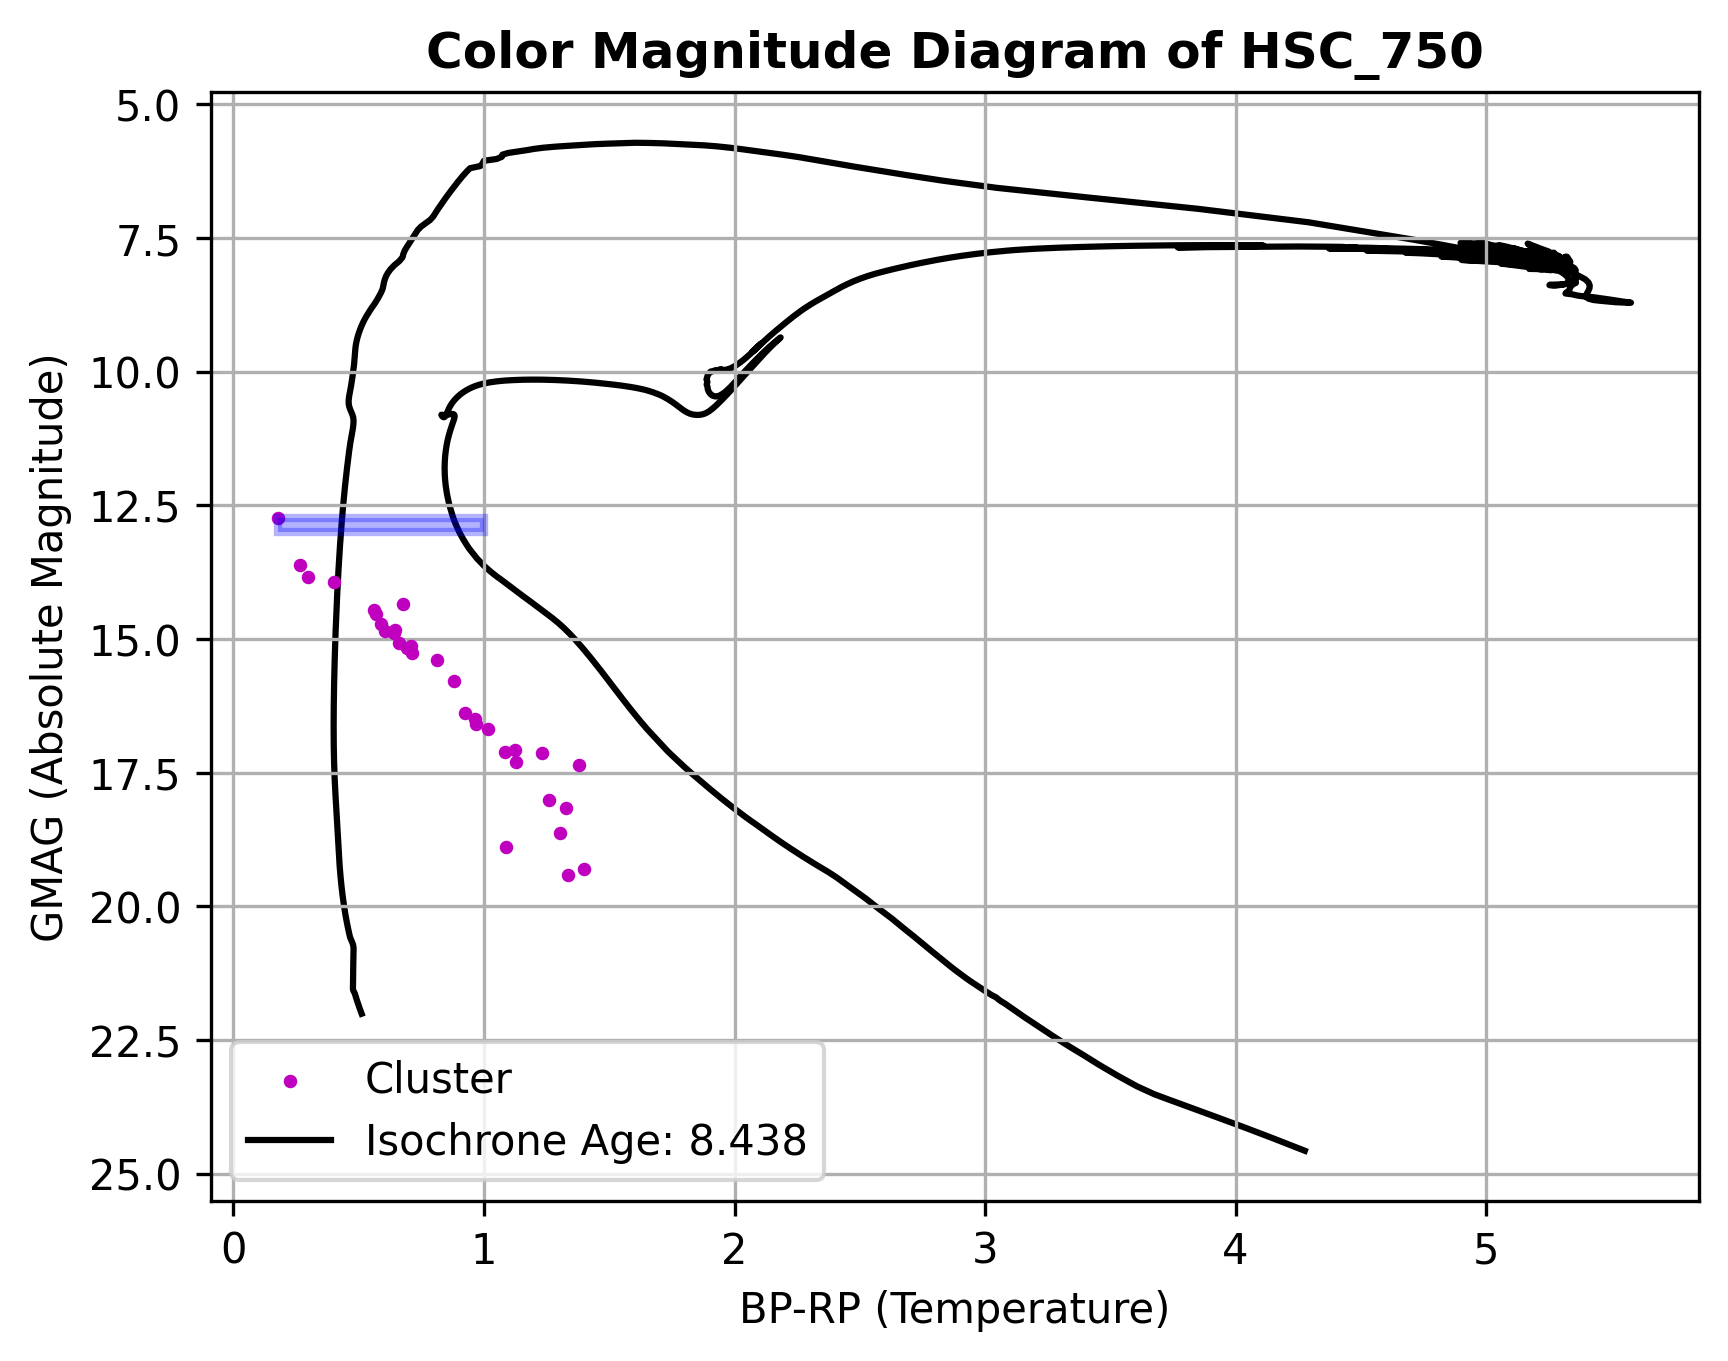 Color Magnitude Diagram of HSC_750
GMAG (Absolute Magnitude)
5.0
7.5
10.0
12.5
15.0
17.5
20.0
22.5
25.0
Cluster
Isochrone Age: 8.438
0 1 2 3 4 5
BP-RP (Temperature)